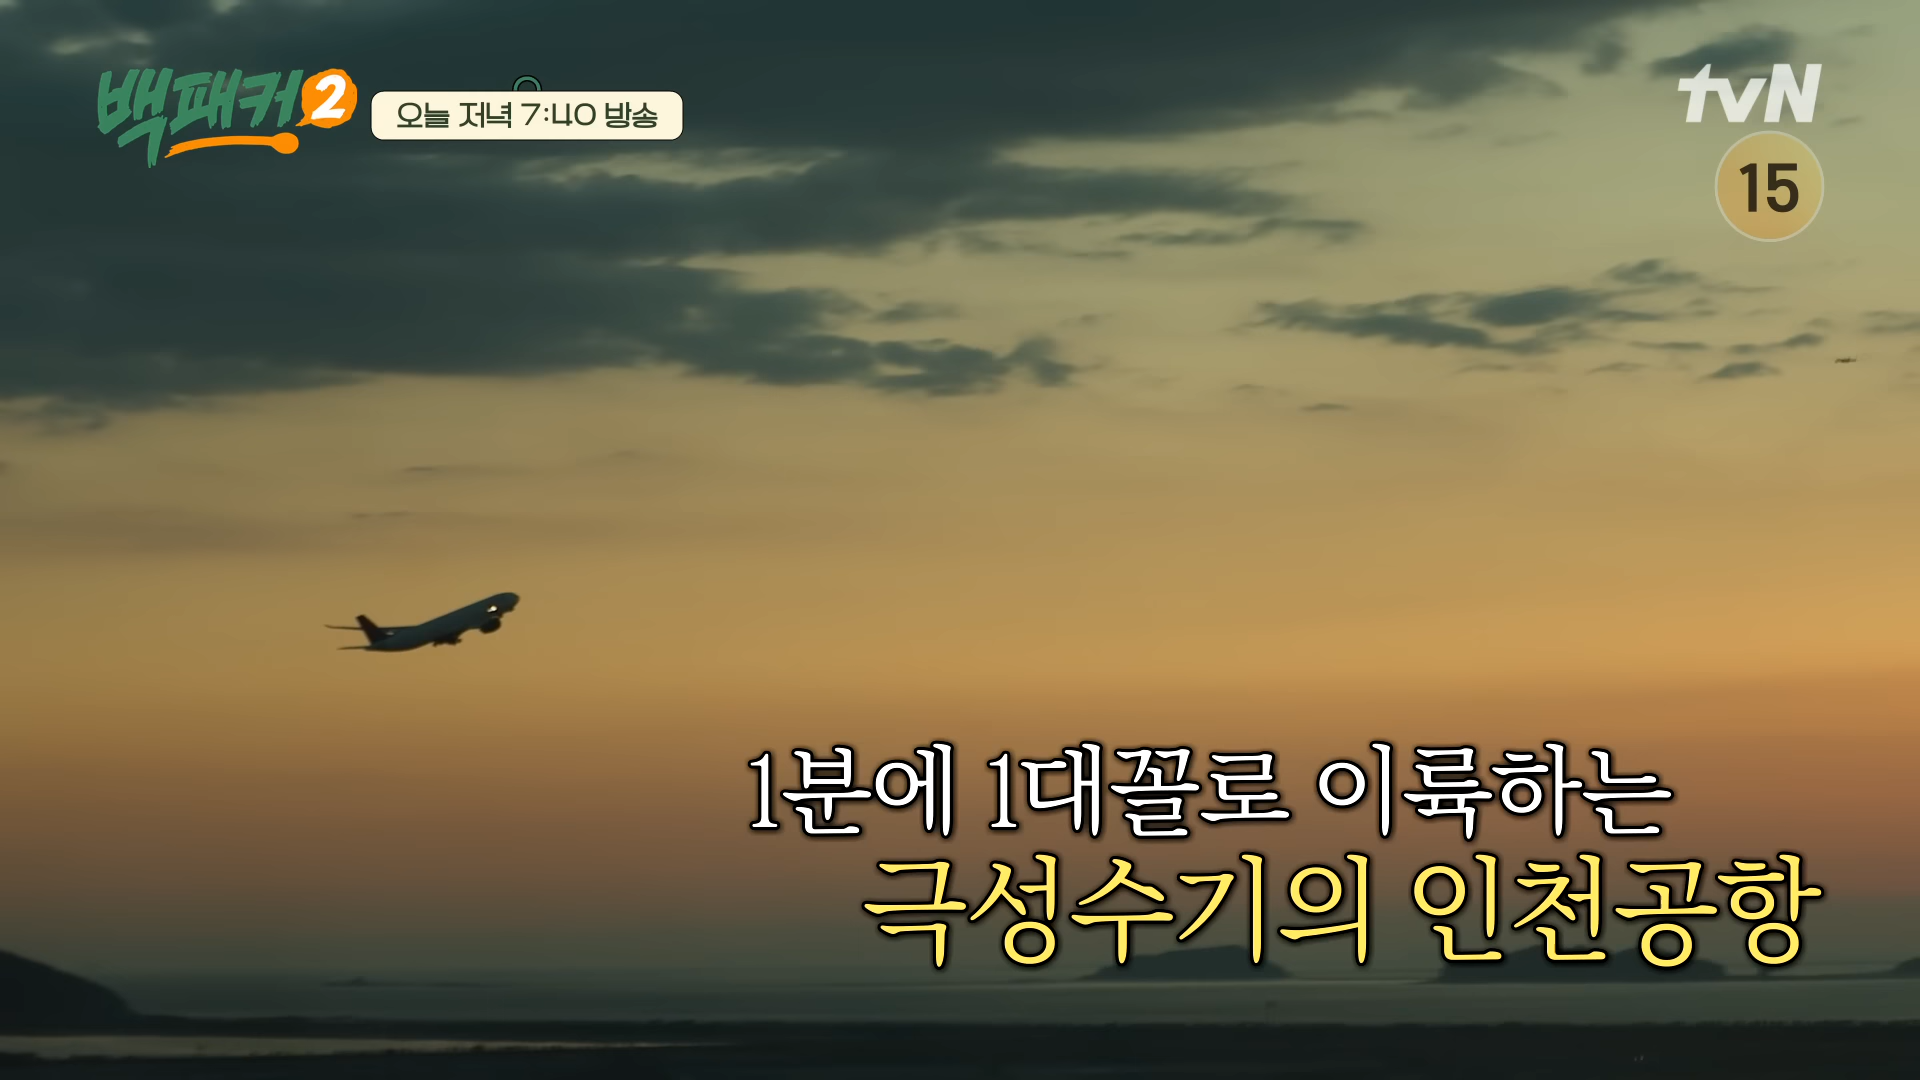 백패커2
오늘 저녁 7:40 방송
tvN
15
1분에 1대꼴로 이륙하는
극성수기의 인천공항